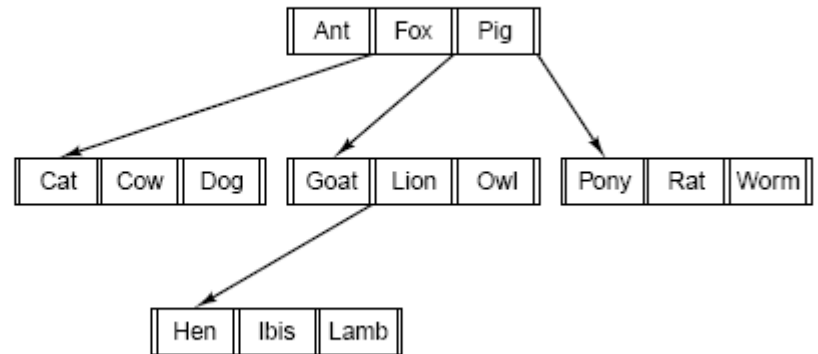 Ant Fox Pig
Cat Cow Dog Goat Lion Owl Pony Rat Worm
Hen Ibis Lamb